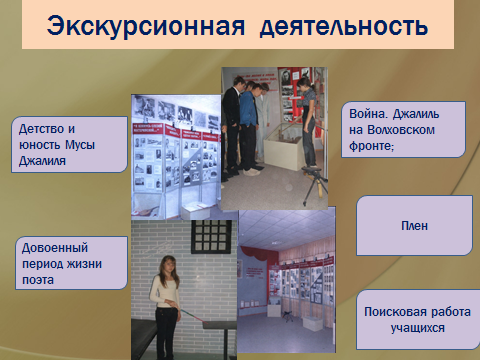 Экскурсионная деятельность
Детство и
юность Мусы
Джалиля
Война. Джалиль
на Волховском
фронте;
Довоенный
период жизни
поэта
Плен
Поисковая работа
учащихся